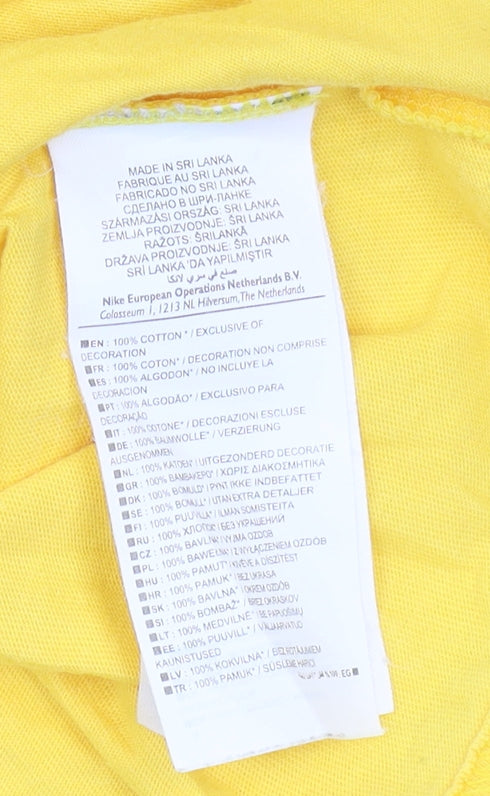 MADE IN SRI LANKA
FABRIQUE AU SRI LANKA
FABRICADO NO SRI LANKA
СДЕЛАНО В ШРИ-ЛАНКЕ
SZÁRMAZÁSI ORSZÁG: SRI LANKA
ZEMLJA PROIZVODNJE: ŠRI LANKA
RAŽOTS: ŠRILANKĀ
DRŽAVA PROIZVODNJE: ŠRI LANKA
SRİ LANKA 'DA YAPILMIŞTIR
صنع في سري لانكا
Nike European Operations Netherlands B.V.
Colosseum 1, 1213 NL Hilversum, The Netherlands
EN : 100% COTTON* / EXCLUSIVE OF
DECORATION
FR : 100% COTON* / DECORATION NON COMPRISE
ES : 100% ALGODON* / NO INCLUYE LA
DECORACION
PT : 100% ALGODÃO* / EXCLUSIVO PARA
DECORAÇÃO
IT : 100% COTONE* / DECORAZIONI ESCLUSE
DE : 100% BAUMWOLLE* / VERZIERUNG
AUSGENOMMEN
NL : 100% KATOEN* / UITGEZONDERD DECORATIE
GR : 100% ΒΑΜΒΑΚΕΡΟ* / ΧΩΡΙΣ ΔΙΑΚΟΣΜΗΤΙΚΑ
DK : 100% BOMULD* / PYNT IKKE INDBEFATTET
SE : 100% BOMULL* / UTAN EXTRA DETALJER
FI : 100% PUUVILLA* / ILMAN SOMISTEITA
RU : 100% ХЛОПОК* / БЕЗ УКРАШЕНИЙ
CZ : 100% BAVLNA* / VYJMA OZDOB
PL : 100% BAWEŁNA* / Z WYŁĄCZENIEM OZDÓB
HU : 100% PAMUT* / KIVÉVE A DÍSZÍTÉST
HR : 100% PAMUK* / BEZ UKRASA
SK : 100% BAVLNA* / OKREM OZDÔB
SI : 100% BOMBAŽ* / BREZ OKRASKOV
LT : 100% MEDVILNĖ* / BE PAPUOŠIMŲ
EE : 100% PUUVILL* / VÄLJAARVATUD
KAUNISTUSED
LV : 100% KOKVILNA* / BEZ ROTĀJUMIEM
TR : 100% PAMUK* / SÜSLEME HARİCİ
EG